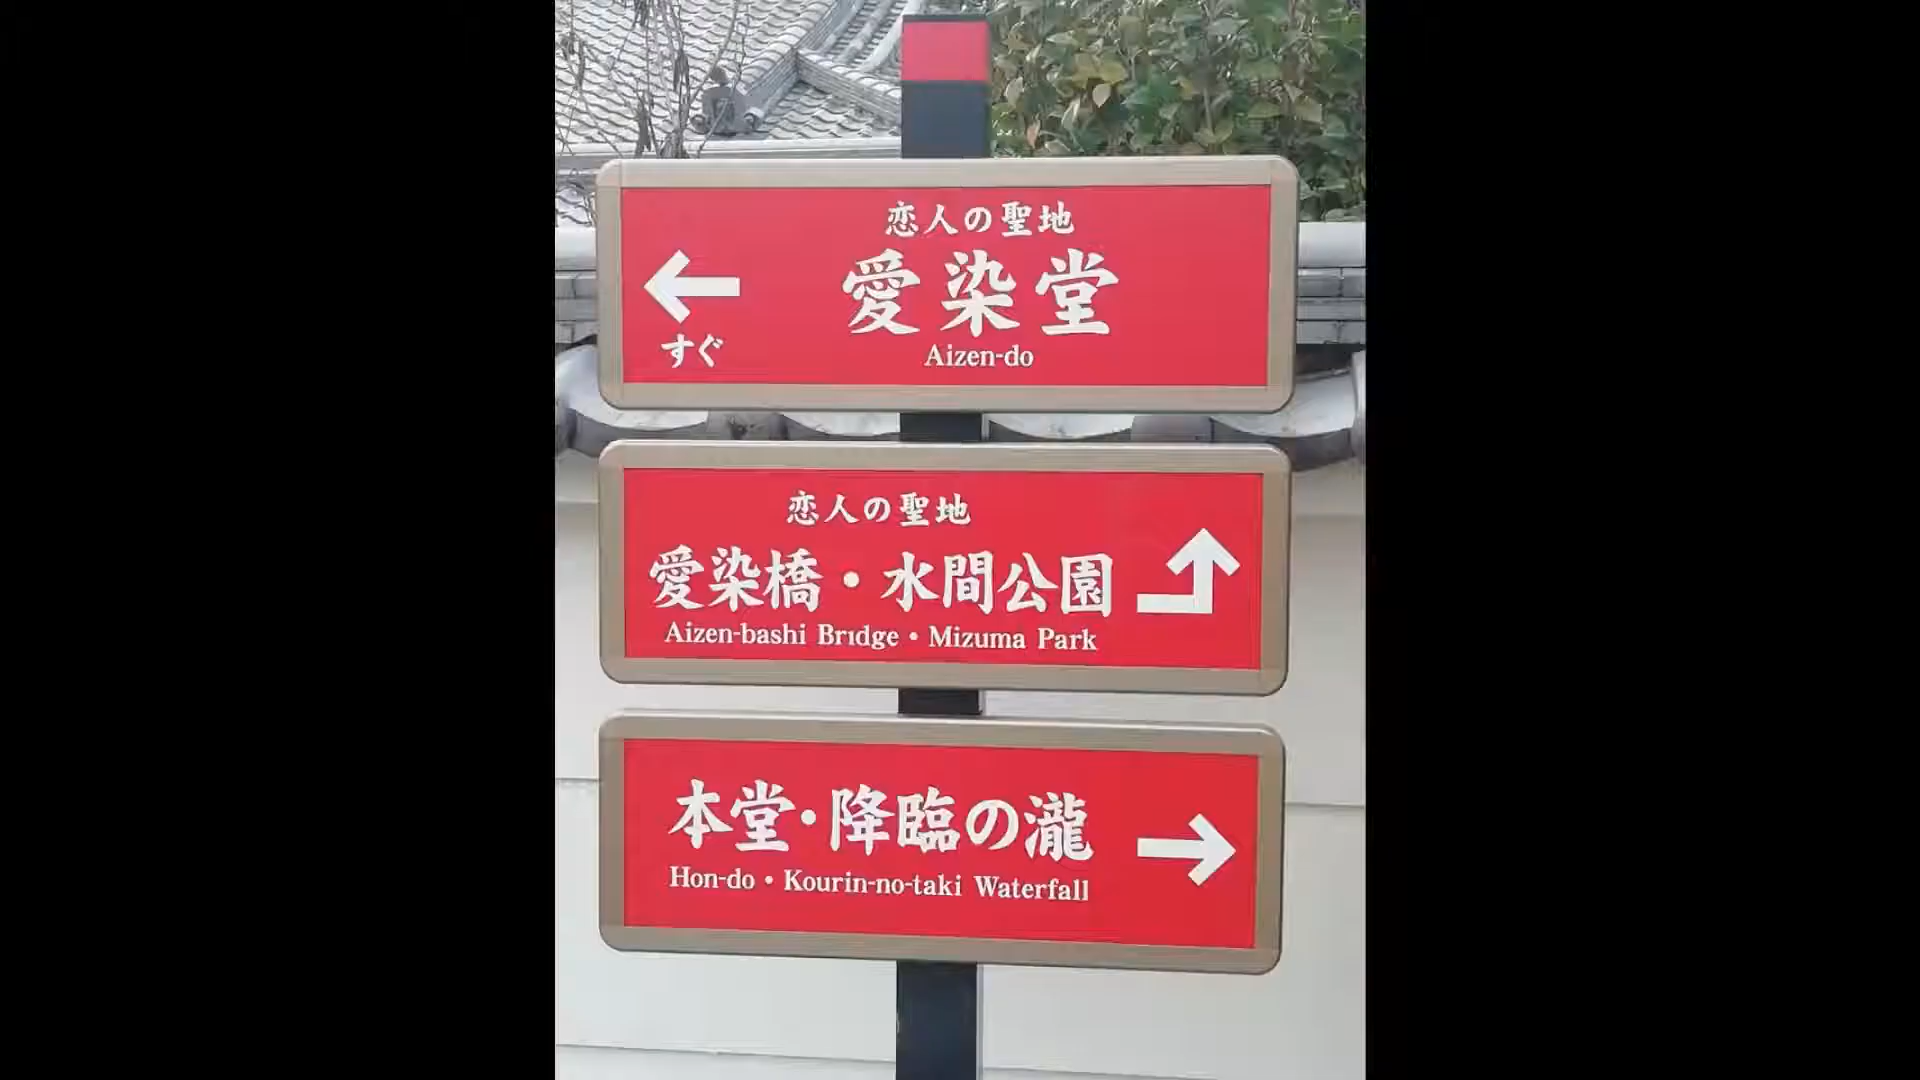 恋人の聖地
愛染堂
すぐ
Aizen-do
恋人の聖地
愛染橋・水間公園
Aizen-bashi Bridge・Mizuma Park
本堂・降臨の瀧
Hon-do・Kourin-no-taki Waterfall